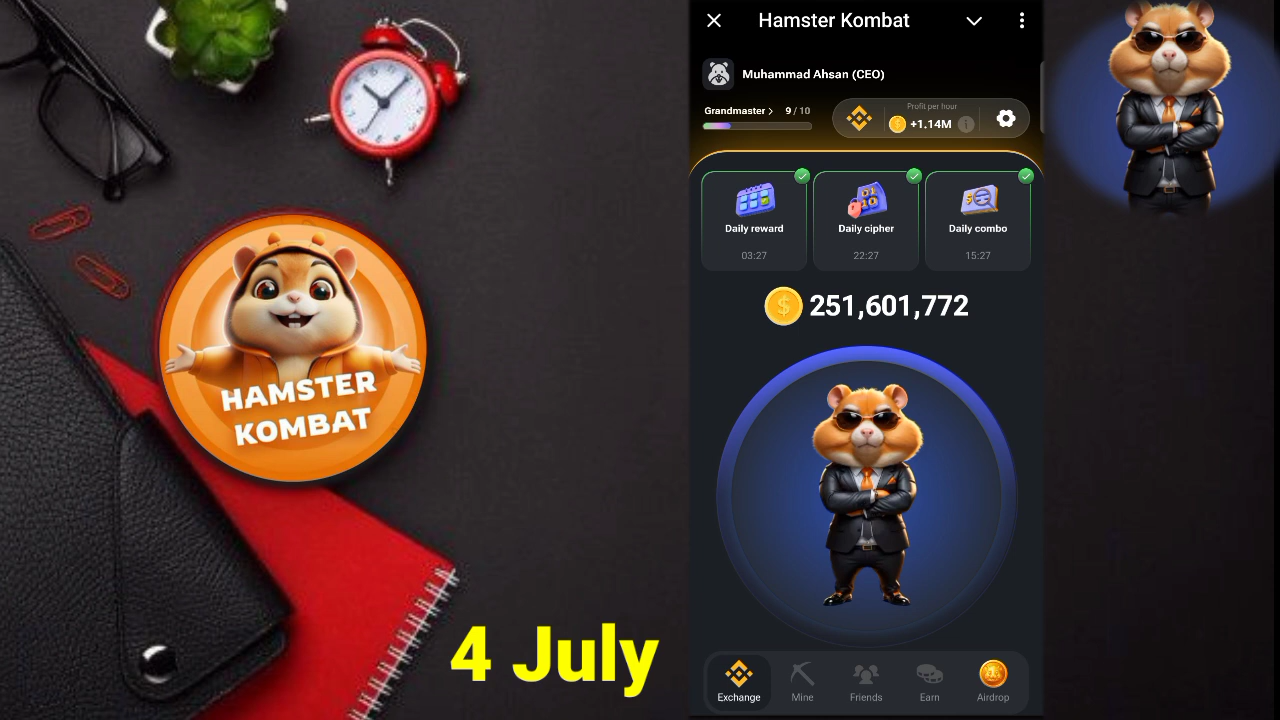 Hamster Kombat
Muhammad Ahsan (CEO)
Grandmaster > 9 / 10
Profit per hour
+1.14M
Daily reward
03:27
Daily cipher
22:27
Daily combo
15:27
251,601,772
HAMSTER
KOMBAT
4 July
Exchange
Mine
Friends
Earn
Airdrop